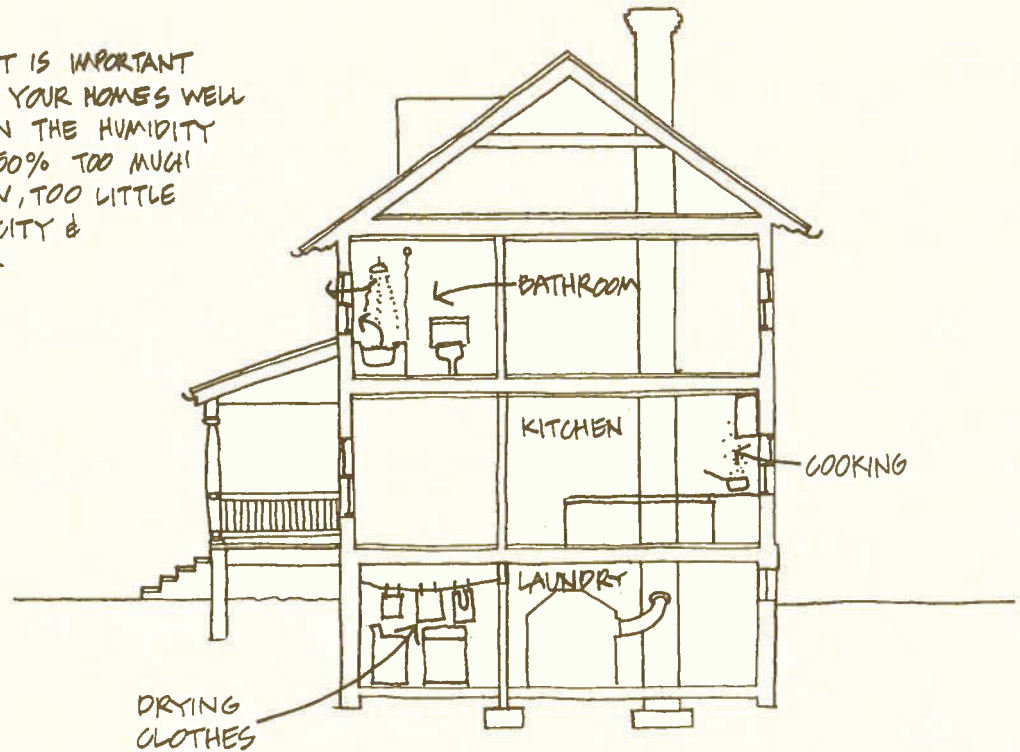 T IS IMPORTANT
YOUR HOMES WELL
N THE HUMIDITY
50% TOO MUCH
, TOO LITTLE
CITY &
BATHROOM
KITCHEN
COOKING
LAUNDRY
DRYING
CLOTHES